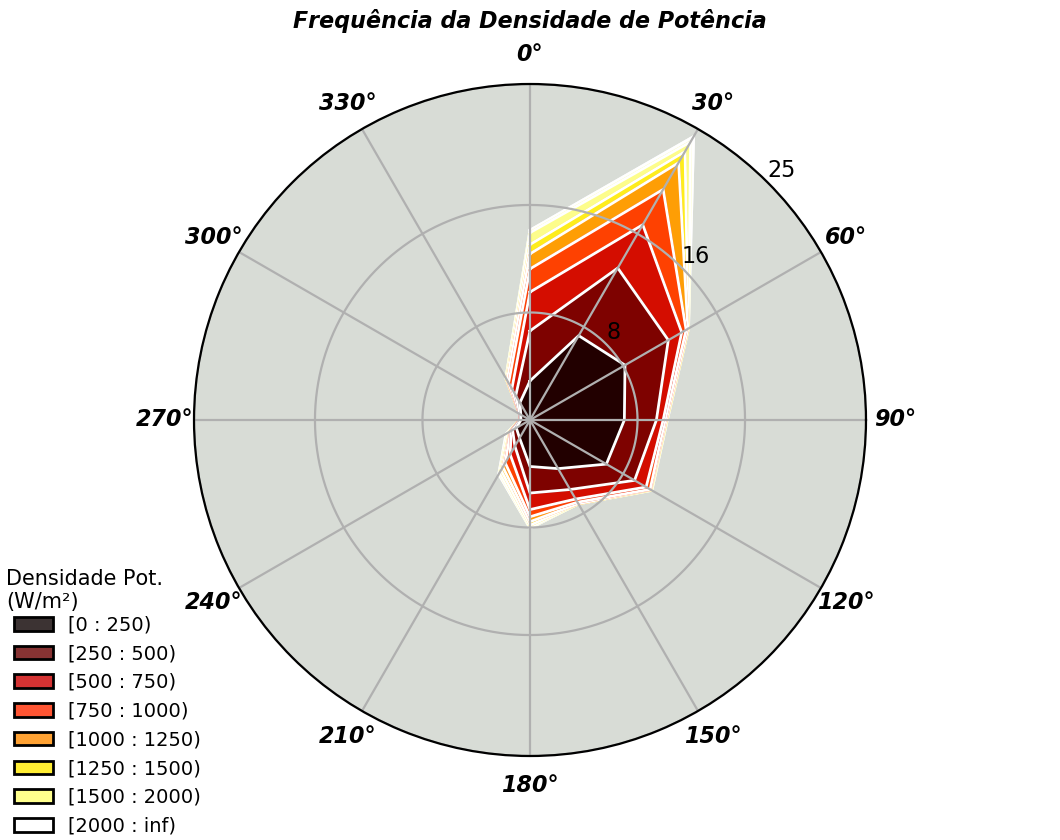 Frequência da Densidade de Potência
0°
330°
30°
25
300°
60°
16
8
270°
90°
240°
120°
210°
150°
180°
Densidade Pot.
(W/m²)
[0 : 250)
[250 : 500)
[500 : 750)
[750 : 1000)
[1000 : 1250)
[1250 : 1500)
[1500 : 2000)
[2000 : inf)